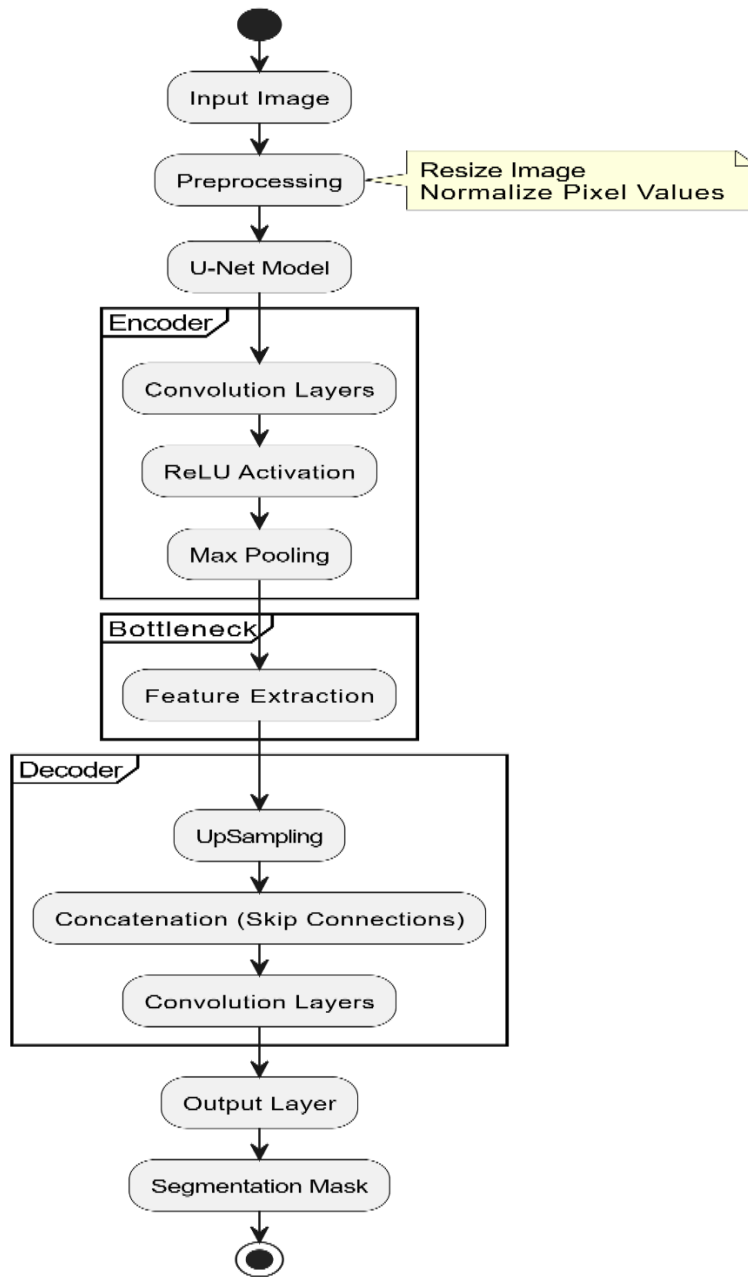 Input Image
Preprocessing
Resize Image
Normalize Pixel Values
U-Net Model
Encoder
Convolution Layers
ReLU Activation
Max Pooling
Bottleneck
Feature Extraction
Decoder
UpSampling
Concatenation (Skip Connections)
Convolution Layers
Output Layer
Segmentation Mask